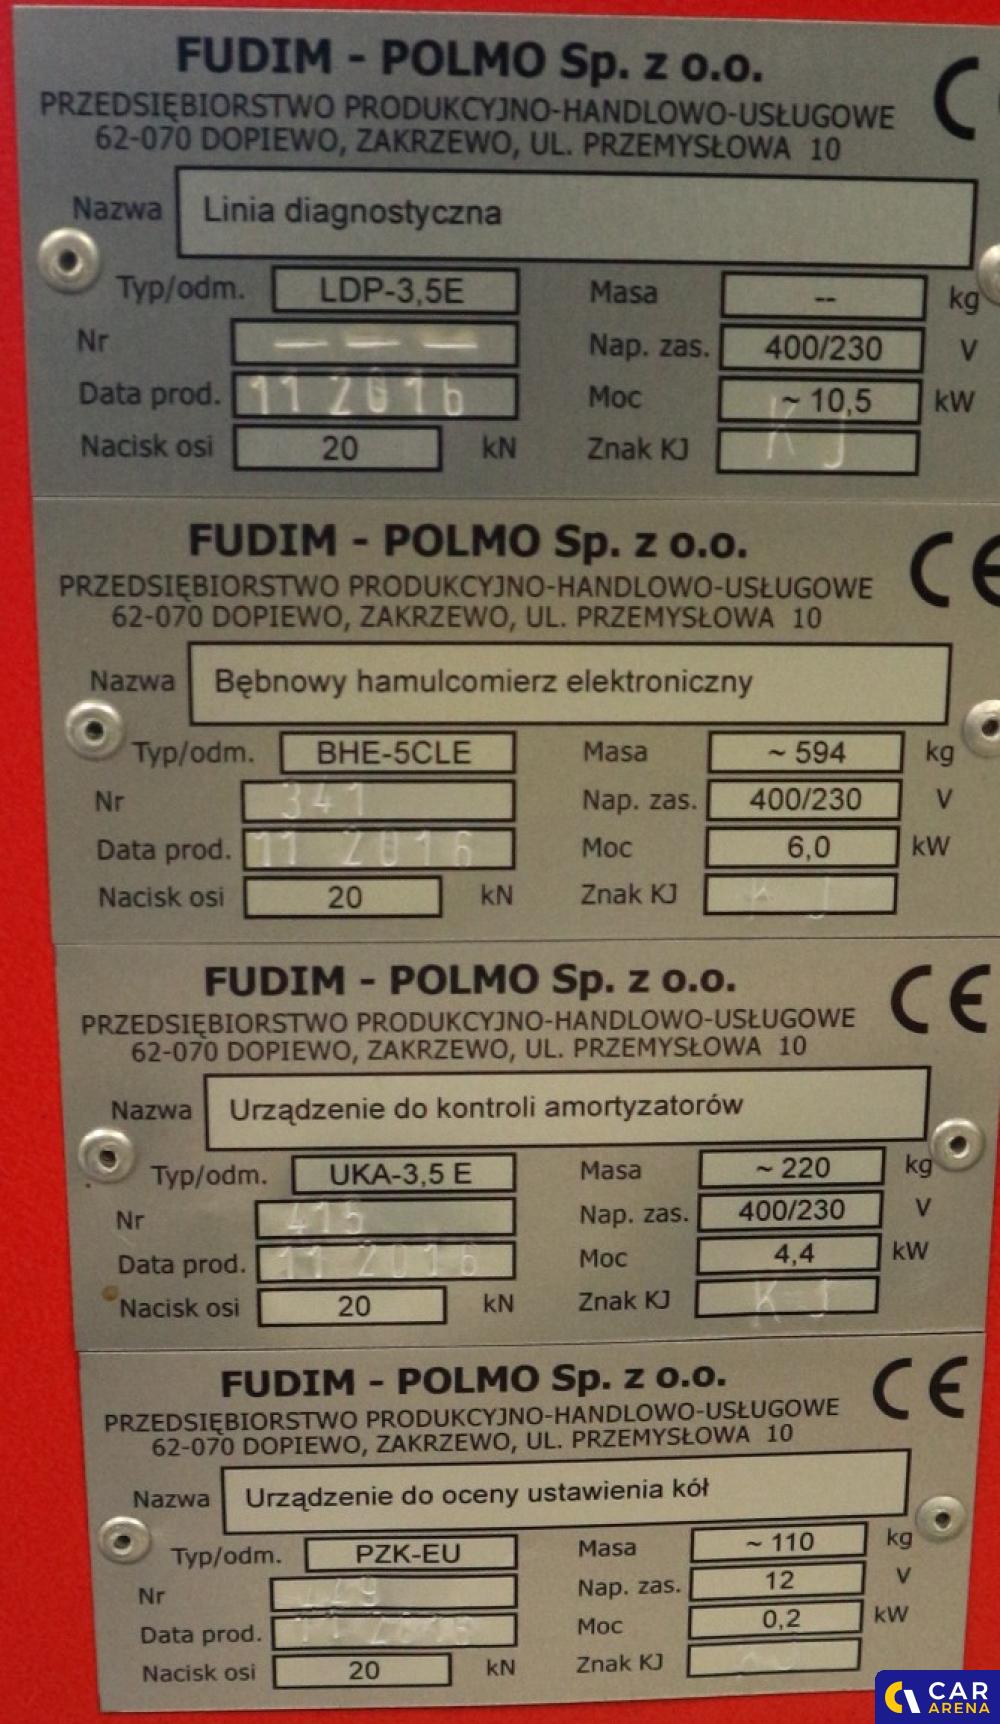 FUDIM - POLMO Sp. z o.o.
PRZEDSIĘBIORSTWO PRODUKCYJNO-HANDLOWO-USŁUGOWE
62-070 DOPIEWO, ZAKRZEWO, UL. PRZEMYSŁOWA 10
Nazwa Linia diagnostyczna
Typ/odm. LDP-3,5E Masa -- kg
Nr — — — Nap. zas. 400/230 V
Data prod. 11 2016 Moc ~ 10,5 kW
Nacisk osi 20 kN Znak KJ KJ
FUDIM - POLMO Sp. z o.o. CE
PRZEDSIĘBIORSTWO PRODUKCYJNO-HANDLOWO-USŁUGOWE
62-070 DOPIEWO, ZAKRZEWO, UL. PRZEMYSŁOWA 10
Nazwa Bębnowy hamulcomierz elektroniczny
Typ/odm. BHE-5CLE Masa ~ 594 kg
Nr 341 Nap. zas. 400/230 V
Data prod. 11 2016 Moc 6,0 kW
Nacisk osi 20 kN Znak KJ KJ
FUDIM - POLMO Sp. z o.o. CE
PRZEDSIĘBIORSTWO PRODUKCYJNO-HANDLOWO-USŁUGOWE
62-070 DOPIEWO, ZAKRZEWO, UL. PRZEMYSŁOWA 10
Nazwa Urządzenie do kontroli amortyzatorów
Typ/odm. UKA-3,5 E Masa ~ 220 kg
Nr 415 Nap. zas. 400/230 V
Data prod. 11 2016 Moc 4,4 kW
Nacisk osi 20 kN Znak KJ KJ
FUDIM - POLMO Sp. z o.o. CE
PRZEDSIĘBIORSTWO PRODUKCYJNO-HANDLOWO-USŁUGOWE
62-070 DOPIEWO, ZAKRZEWO, UL. PRZEMYSŁOWA 10
Nazwa Urządzenie do oceny ustawienia kół
Typ/odm. PZK-EU Masa ~ 110 kg
Nr 449 Nap. zas. 12 V
Data prod. 11 2016 Moc 0,2 kW
Nacisk osi 20 kN Znak KJ
CAR
ARENA